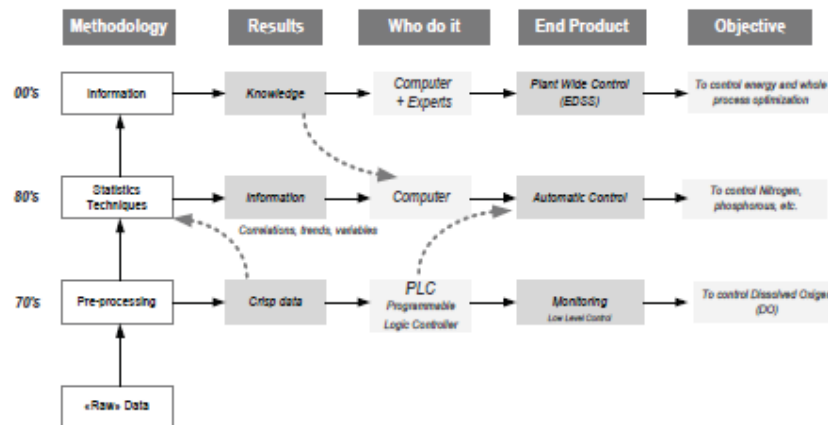 Methodology Results Who do it End Product Objective
00's
Information
Knowledge
Computer
+ Experts
Plant Wide Control
(EDSS)
To control energy and whole
process optimization
80's
Statistics
Techniques
Information
Computer
Automatic Control
To control Nitrogen,
phosphorous, etc.
Correlations, trends, variables
70's
Pre-processing
Crisp data
PLC
Programmable
Logic Controller
Monitoring
Low Level Control
To control Dissolved Oxigen
(DO)
«Raw» Data